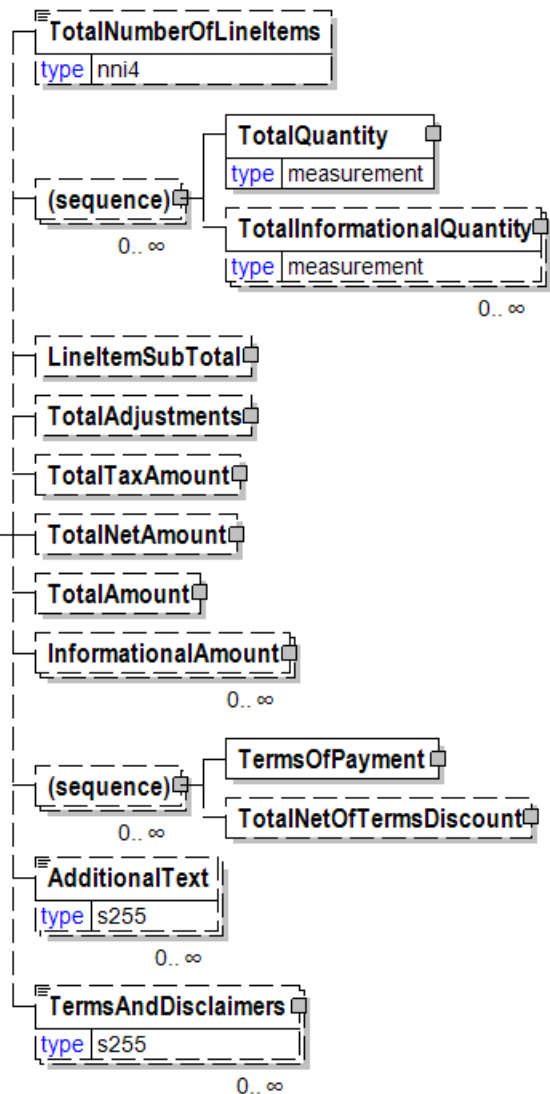 TotalNumberOfLineItems
type nni4
TotalQuantity
type measurement
(sequence)
0.. ∞
TotalInformationalQuantity
type measurement
0.. ∞
LineItemSubTotal
TotalAdjustments
TotalTaxAmount
TotalNetAmount
TotalAmount
InformationalAmount
0.. ∞
TermsOfPayment
(sequence)
0.. ∞
TotalNetOfTermsDiscount
AdditionalText
type s255
0.. ∞
TermsAndDisclaimers
type s255
0.. ∞